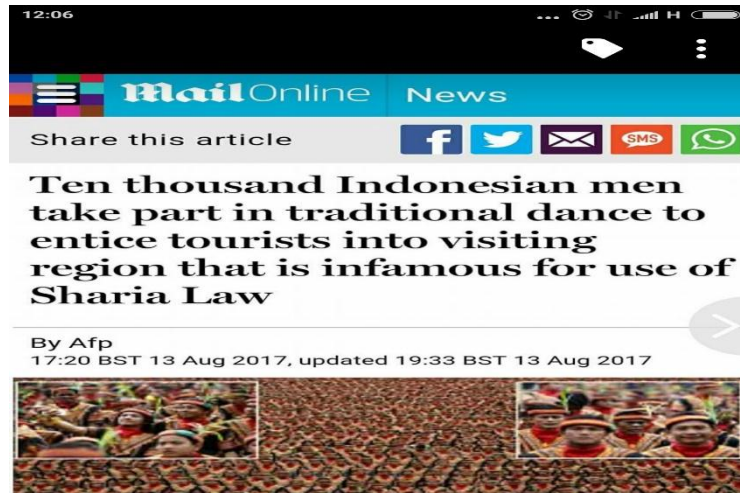 12:06
H
MailOnline News
Share this article
SMS
Ten thousand Indonesian men
take part in traditional dance to
entice tourists into visiting
region that is infamous for use of
Sharia Law
By Afp
17:20 BST 13 Aug 2017, updated 19:33 BST 13 Aug 2017